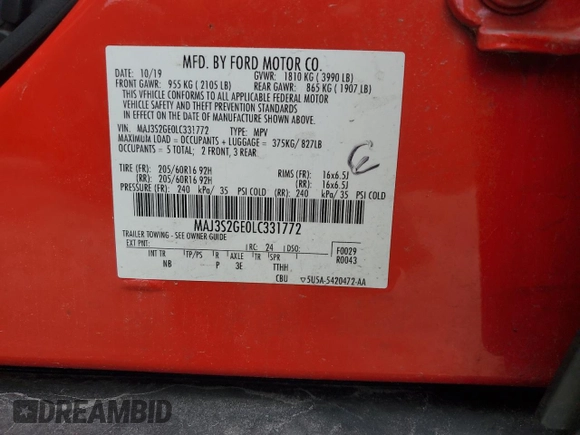 MFD. BY FORD MOTOR CO.
DATE: 10/19 GVWR: 1810 KG ( 3990 LB)
FRONT GAWR: 955 KG ( 2105 LB) REAR GAWR: 865 KG ( 1907 LB)
THIS VEHICLE CONFORMS TO ALL APPLICABLE FEDERAL MOTOR
VEHICLE SAFETY AND THEFT PREVENTION STANDARDS
IN EFFECT ON THE DATE OF MANUFACTURE SHOWN ABOVE.
VIN: MAJ3S2GE0LC331772 TYPE: MPV
MAXIMUM LOAD = OCCUPANTS + LUGGAGE = 375KG/ 827LB
OCCUPANTS = 5 TOTAL; 2 FRONT, 3 REAR
TIRE (FR): 205/60R16 92H RIMS (FR): 16x6.5J
(RR): 205/60R16 92H (RR): 16x6.5J
PRESSURE (FR): 240 kPa/ 35 PSI COLD (RR): 240 kPa/ 35 PSI COLD
MAJ3S2GE0LC331772
TRAILER TOWING - SEE OWNER GUIDE
EXT PNT: RC: 24 DSO: F0029
R0043
INT TR TP/PS R AXLE TR SPR
NB P 3E TTHH
CBU ▽5U5A-5420472-AA
DREAMBID